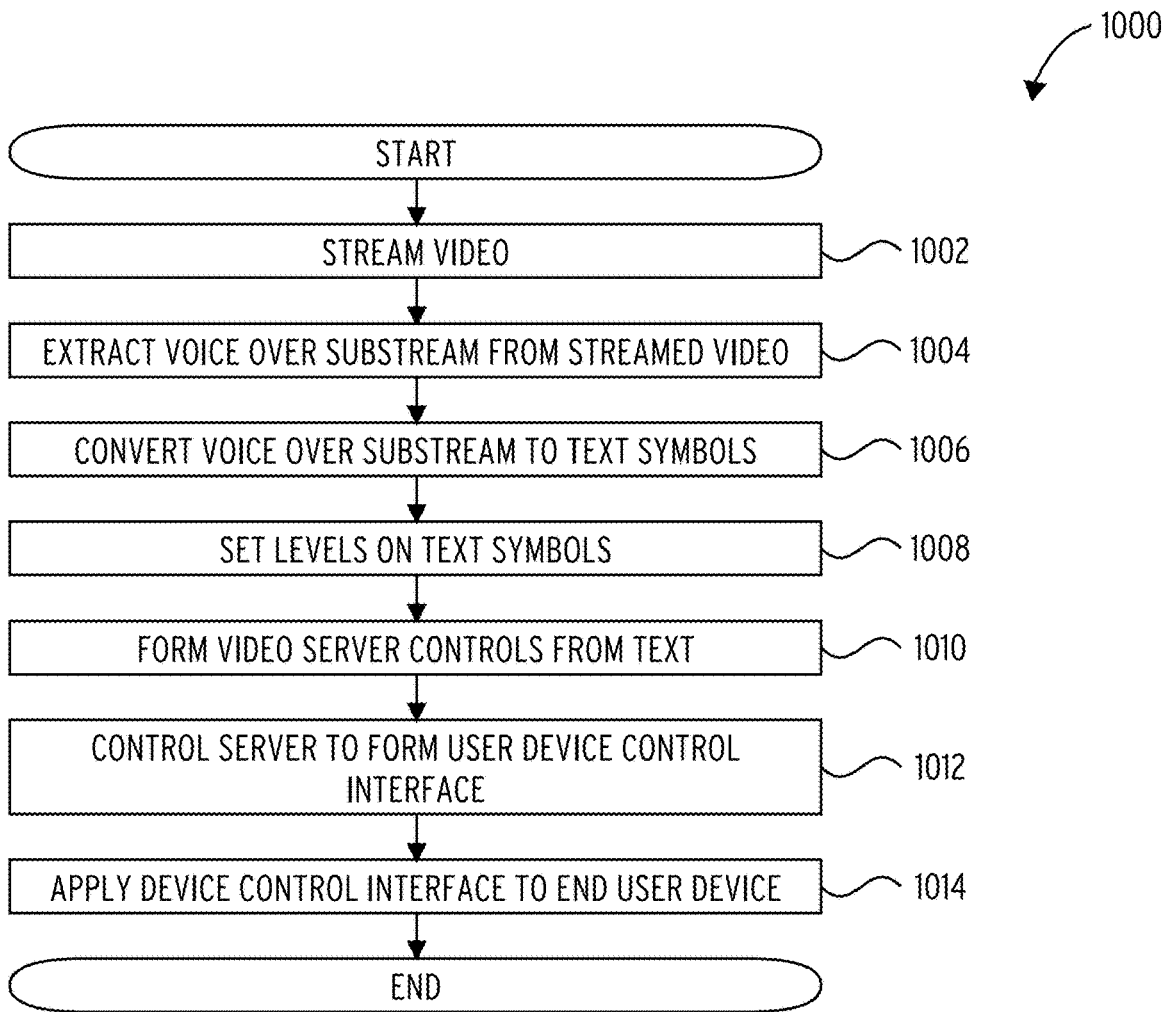 1000
START
STREAM VIDEO
1002
EXTRACT VOICE OVER SUBSTREAM FROM STREAMED VIDEO
1004
CONVERT VOICE OVER SUBSTREAM TO TEXT SYMBOLS
1006
SET LEVELS ON TEXT SYMBOLS
1008
FORM VIDEO SERVER CONTROLS FROM TEXT
1010
CONTROL SERVER TO FORM USER DEVICE CONTROL
INTERFACE
1012
APPLY DEVICE CONTROL INTERFACE TO END USER DEVICE
1014
END